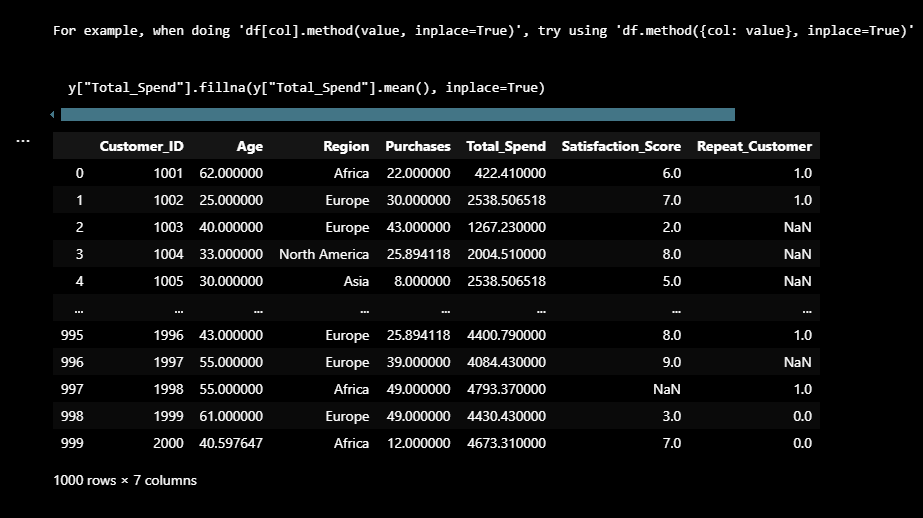 For example, when doing 'df[col].method(value, inplace=True)', try using 'df.method({col: value}, inplace=True)'
y["Total_Spend"].fillna(y["Total_Spend"].mean(), inplace=True)
...
Customer_ID Age Region Purchases Total_Spend Satisfaction_Score Repeat_Customer
0 1001 62.000000 Africa 22.000000 422.410000 6.0 1.0
1 1002 25.000000 Europe 30.000000 2538.506518 7.0 1.0
2 1003 40.000000 Europe 43.000000 1267.230000 2.0 NaN
3 1004 33.000000 North America 25.894118 2004.510000 8.0 NaN
4 1005 30.000000 Asia 8.000000 2538.506518 5.0 NaN
... ... ... ... ... ... ... ...
995 1996 43.000000 Europe 25.894118 4400.790000 8.0 1.0
996 1997 55.000000 Europe 39.000000 4084.430000 9.0 NaN
997 1998 55.000000 Africa 49.000000 4793.370000 NaN 1.0
998 1999 61.000000 Europe 49.000000 4430.430000 3.0 0.0
999 2000 40.597647 Africa 12.000000 4673.310000 7.0 0.0
1000 rows × 7 columns